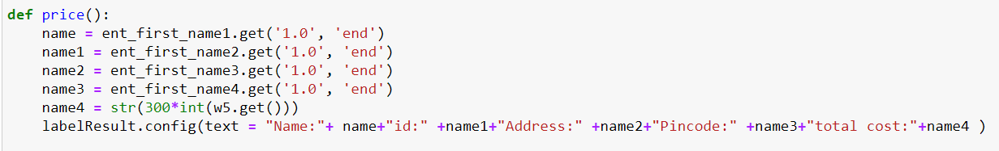 def price():
    name = ent_first_name1.get('1.0', 'end')
    name1 = ent_first_name2.get('1.0', 'end')
    name2 = ent_first_name3.get('1.0', 'end')
    name3 = ent_first_name4.get('1.0', 'end')
    name4 = str(300*int(w5.get()))
    labelResult.config(text = "Name:"+ name+"id:" +name1+"Address:" +name2+"Pincode:" +name3+"total cost:"+name4 )